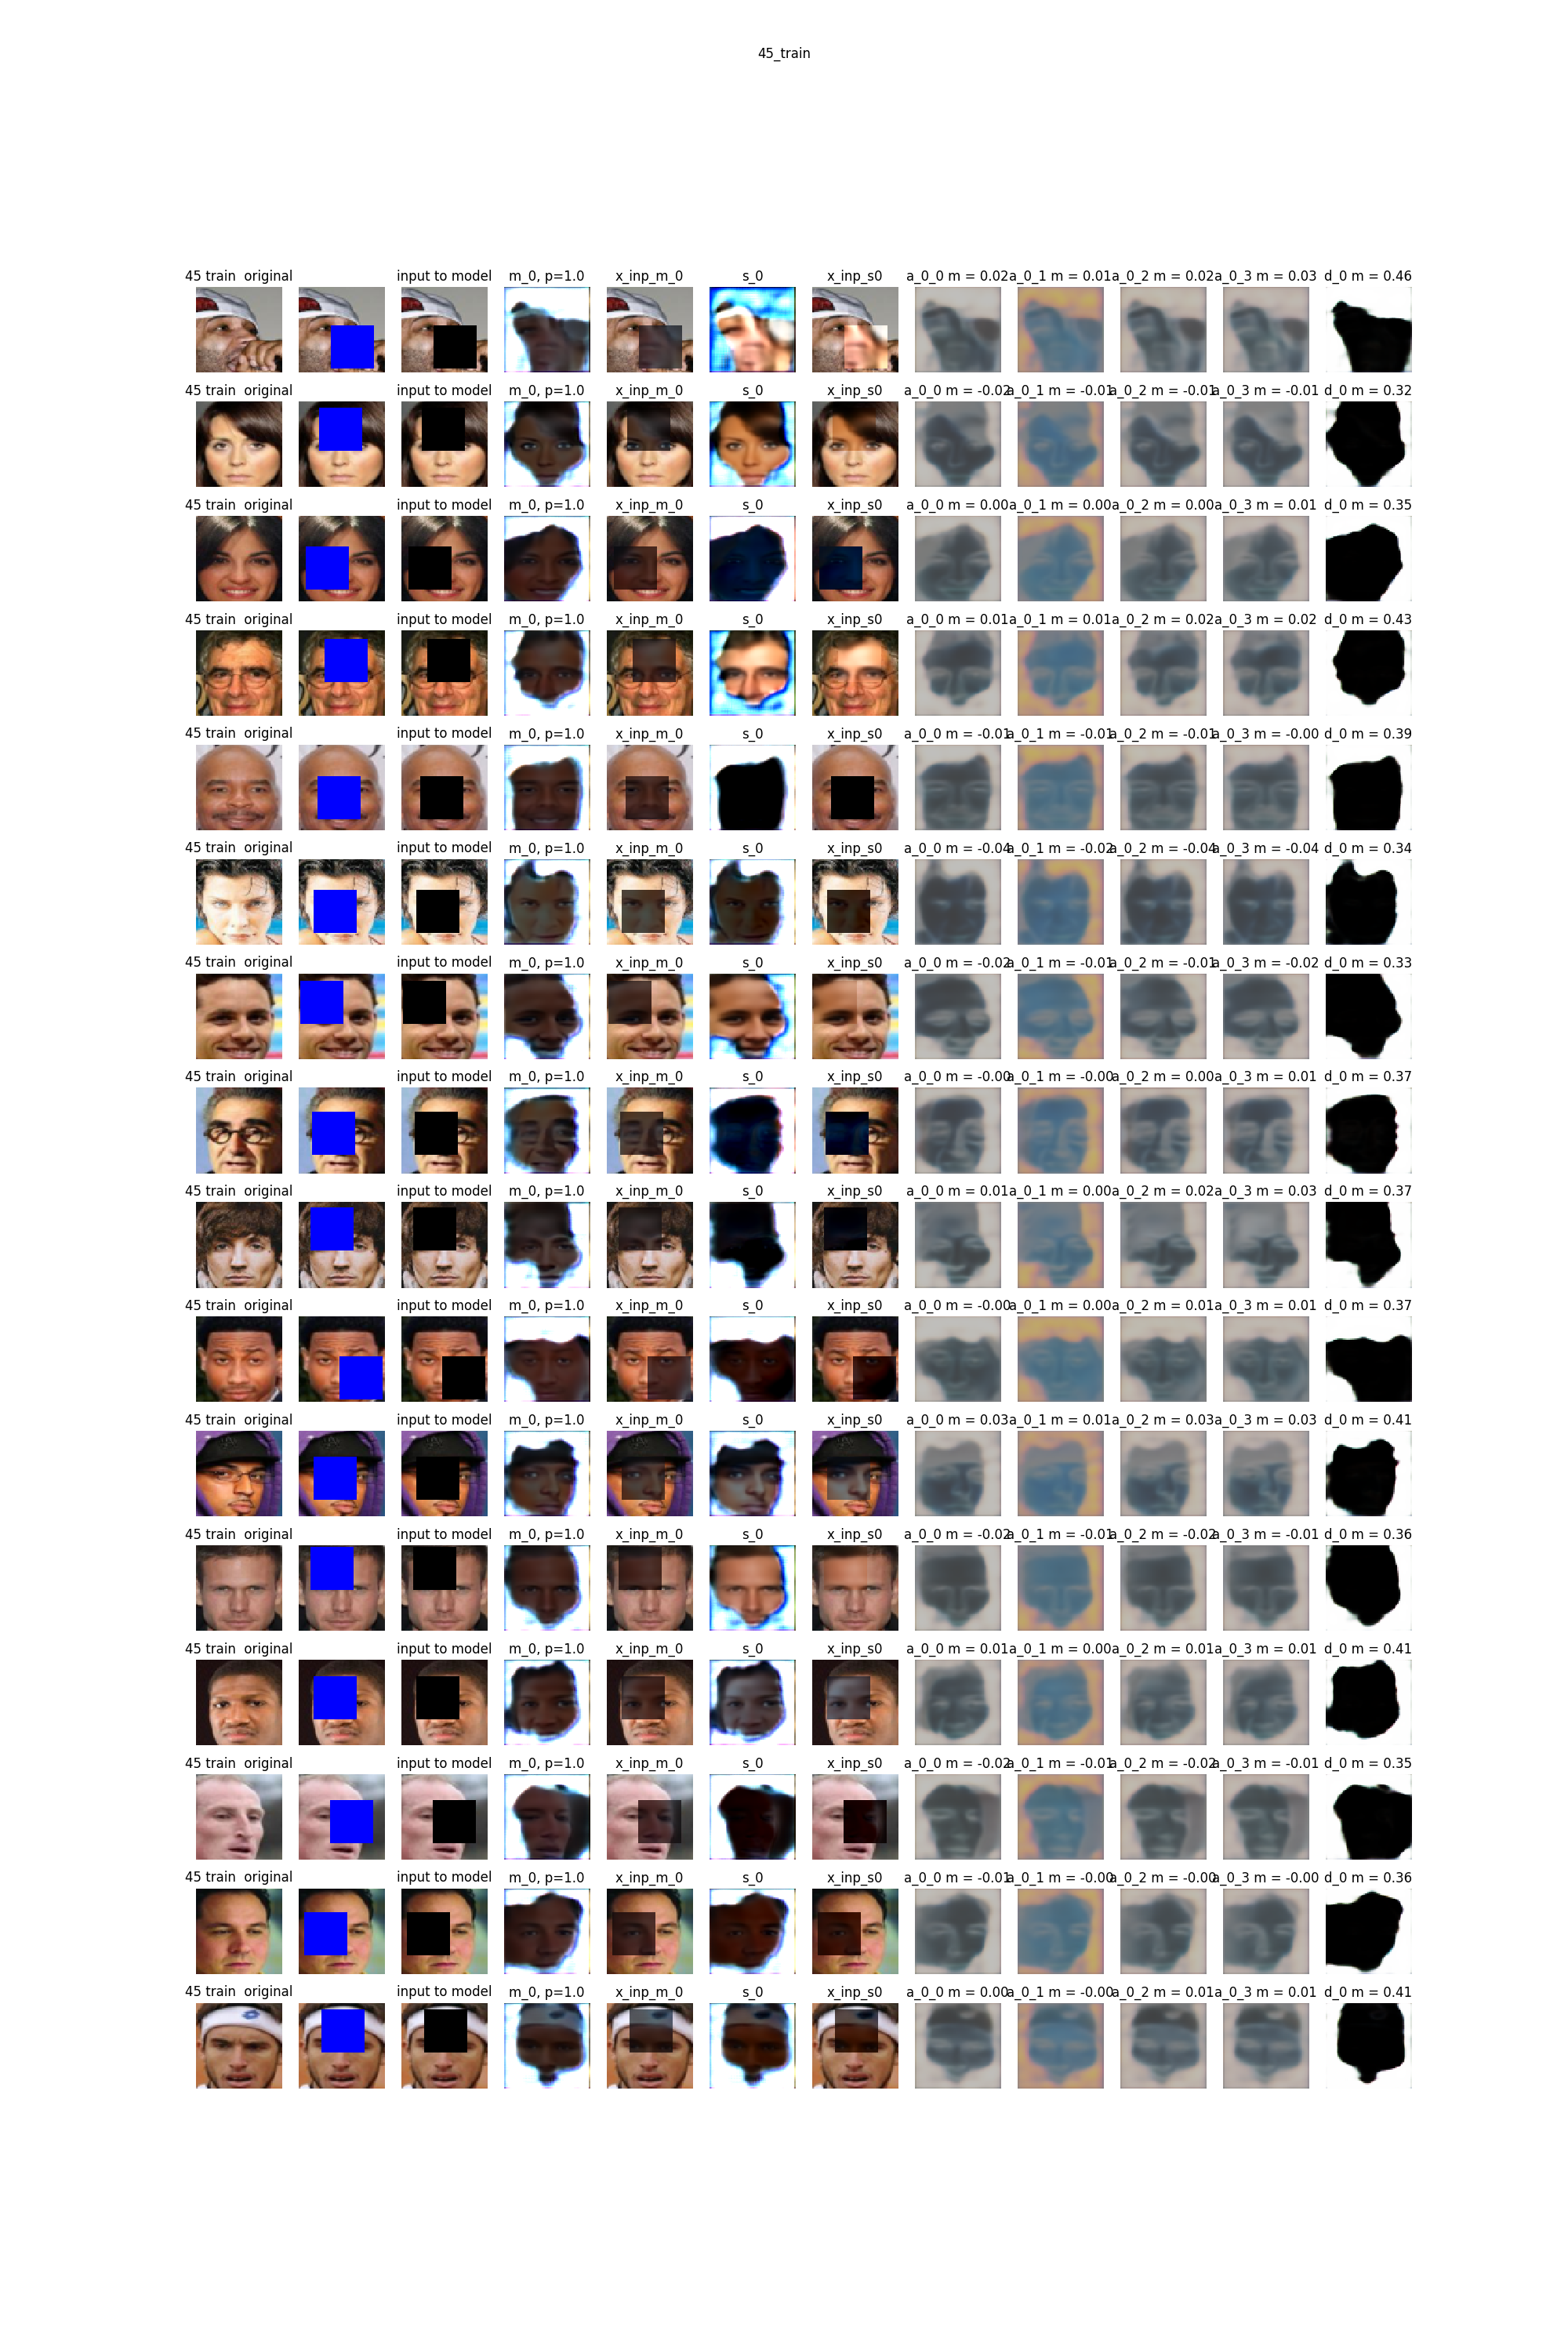 45_train
45 train  original input to model m_0, p=1.0 x_inp_m_0 s_0 x_inp_s0 a_0_0 m = 0.02 a_0_1 m = 0.01 a_0_2 m = 0.02 a_0_3 m = 0.03 d_0 m = 0.46
45 train  original input to model m_0, p=1.0 x_inp_m_0 s_0 x_inp_s0 a_0_0 m = -0.02 a_0_1 m = -0.01 a_0_2 m = -0.01 a_0_3 m = -0.01 d_0 m = 0.32
45 train  original input to model m_0, p=1.0 x_inp_m_0 s_0 x_inp_s0 a_0_0 m = 0.00 a_0_1 m = 0.00 a_0_2 m = 0.00 a_0_3 m = 0.01 d_0 m = 0.35
45 train  original input to model m_0, p=1.0 x_inp_m_0 s_0 x_inp_s0 a_0_0 m = 0.01 a_0_1 m = 0.01 a_0_2 m = 0.02 a_0_3 m = 0.02 d_0 m = 0.43
45 train  original input to model m_0, p=1.0 x_inp_m_0 s_0 x_inp_s0 a_0_0 m = -0.01 a_0_1 m = -0.01 a_0_2 m = -0.01 a_0_3 m = -0.00 d_0 m = 0.39
45 train  original input to model m_0, p=1.0 x_inp_m_0 s_0 x_inp_s0 a_0_0 m = -0.04 a_0_1 m = -0.02 a_0_2 m = -0.04 a_0_3 m = -0.04 d_0 m = 0.34
45 train  original input to model m_0, p=1.0 x_inp_m_0 s_0 x_inp_s0 a_0_0 m = -0.02 a_0_1 m = -0.01 a_0_2 m = -0.01 a_0_3 m = -0.02 d_0 m = 0.33
45 train  original input to model m_0, p=1.0 x_inp_m_0 s_0 x_inp_s0 a_0_0 m = -0.00 a_0_1 m = -0.00 a_0_2 m = 0.00 a_0_3 m = 0.01 d_0 m = 0.37
45 train  original input to model m_0, p=1.0 x_inp_m_0 s_0 x_inp_s0 a_0_0 m = 0.01 a_0_1 m = 0.00 a_0_2 m = 0.02 a_0_3 m = 0.03 d_0 m = 0.37
45 train  original input to model m_0, p=1.0 x_inp_m_0 s_0 x_inp_s0 a_0_0 m = -0.00 a_0_1 m = 0.00 a_0_2 m = 0.01 a_0_3 m = 0.01 d_0 m = 0.37
45 train  original input to model m_0, p=1.0 x_inp_m_0 s_0 x_inp_s0 a_0_0 m = 0.03 a_0_1 m = 0.01 a_0_2 m = 0.03 a_0_3 m = 0.03 d_0 m = 0.41
45 train  original input to model m_0, p=1.0 x_inp_m_0 s_0 x_inp_s0 a_0_0 m = -0.02 a_0_1 m = -0.01 a_0_2 m = -0.02 a_0_3 m = -0.01 d_0 m = 0.36
45 train  original input to model m_0, p=1.0 x_inp_m_0 s_0 x_inp_s0 a_0_0 m = 0.01 a_0_1 m = 0.00 a_0_2 m = 0.01 a_0_3 m = 0.01 d_0 m = 0.41
45 train  original input to model m_0, p=1.0 x_inp_m_0 s_0 x_inp_s0 a_0_0 m = -0.02 a_0_1 m = -0.01 a_0_2 m = -0.02 a_0_3 m = -0.01 d_0 m = 0.35
45 train  original input to model m_0, p=1.0 x_inp_m_0 s_0 x_inp_s0 a_0_0 m = -0.01 a_0_1 m = -0.00 a_0_2 m = -0.00 a_0_3 m = -0.00 d_0 m = 0.36
45 train  original input to model m_0, p=1.0 x_inp_m_0 s_0 x_inp_s0 a_0_0 m = 0.00 a_0_1 m = -0.00 a_0_2 m = 0.01 a_0_3 m = 0.01 d_0 m = 0.41